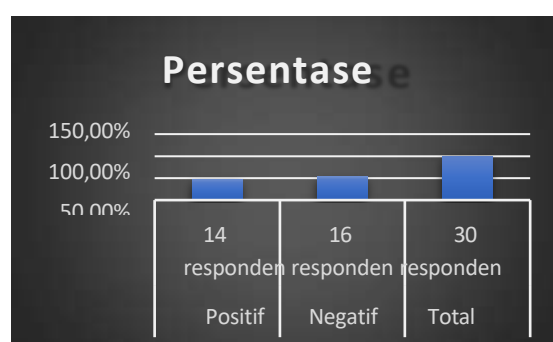 Persentase
150,00%
100,00%
50,00%
14 16 30
responden responden responden
Positif Negatif Total